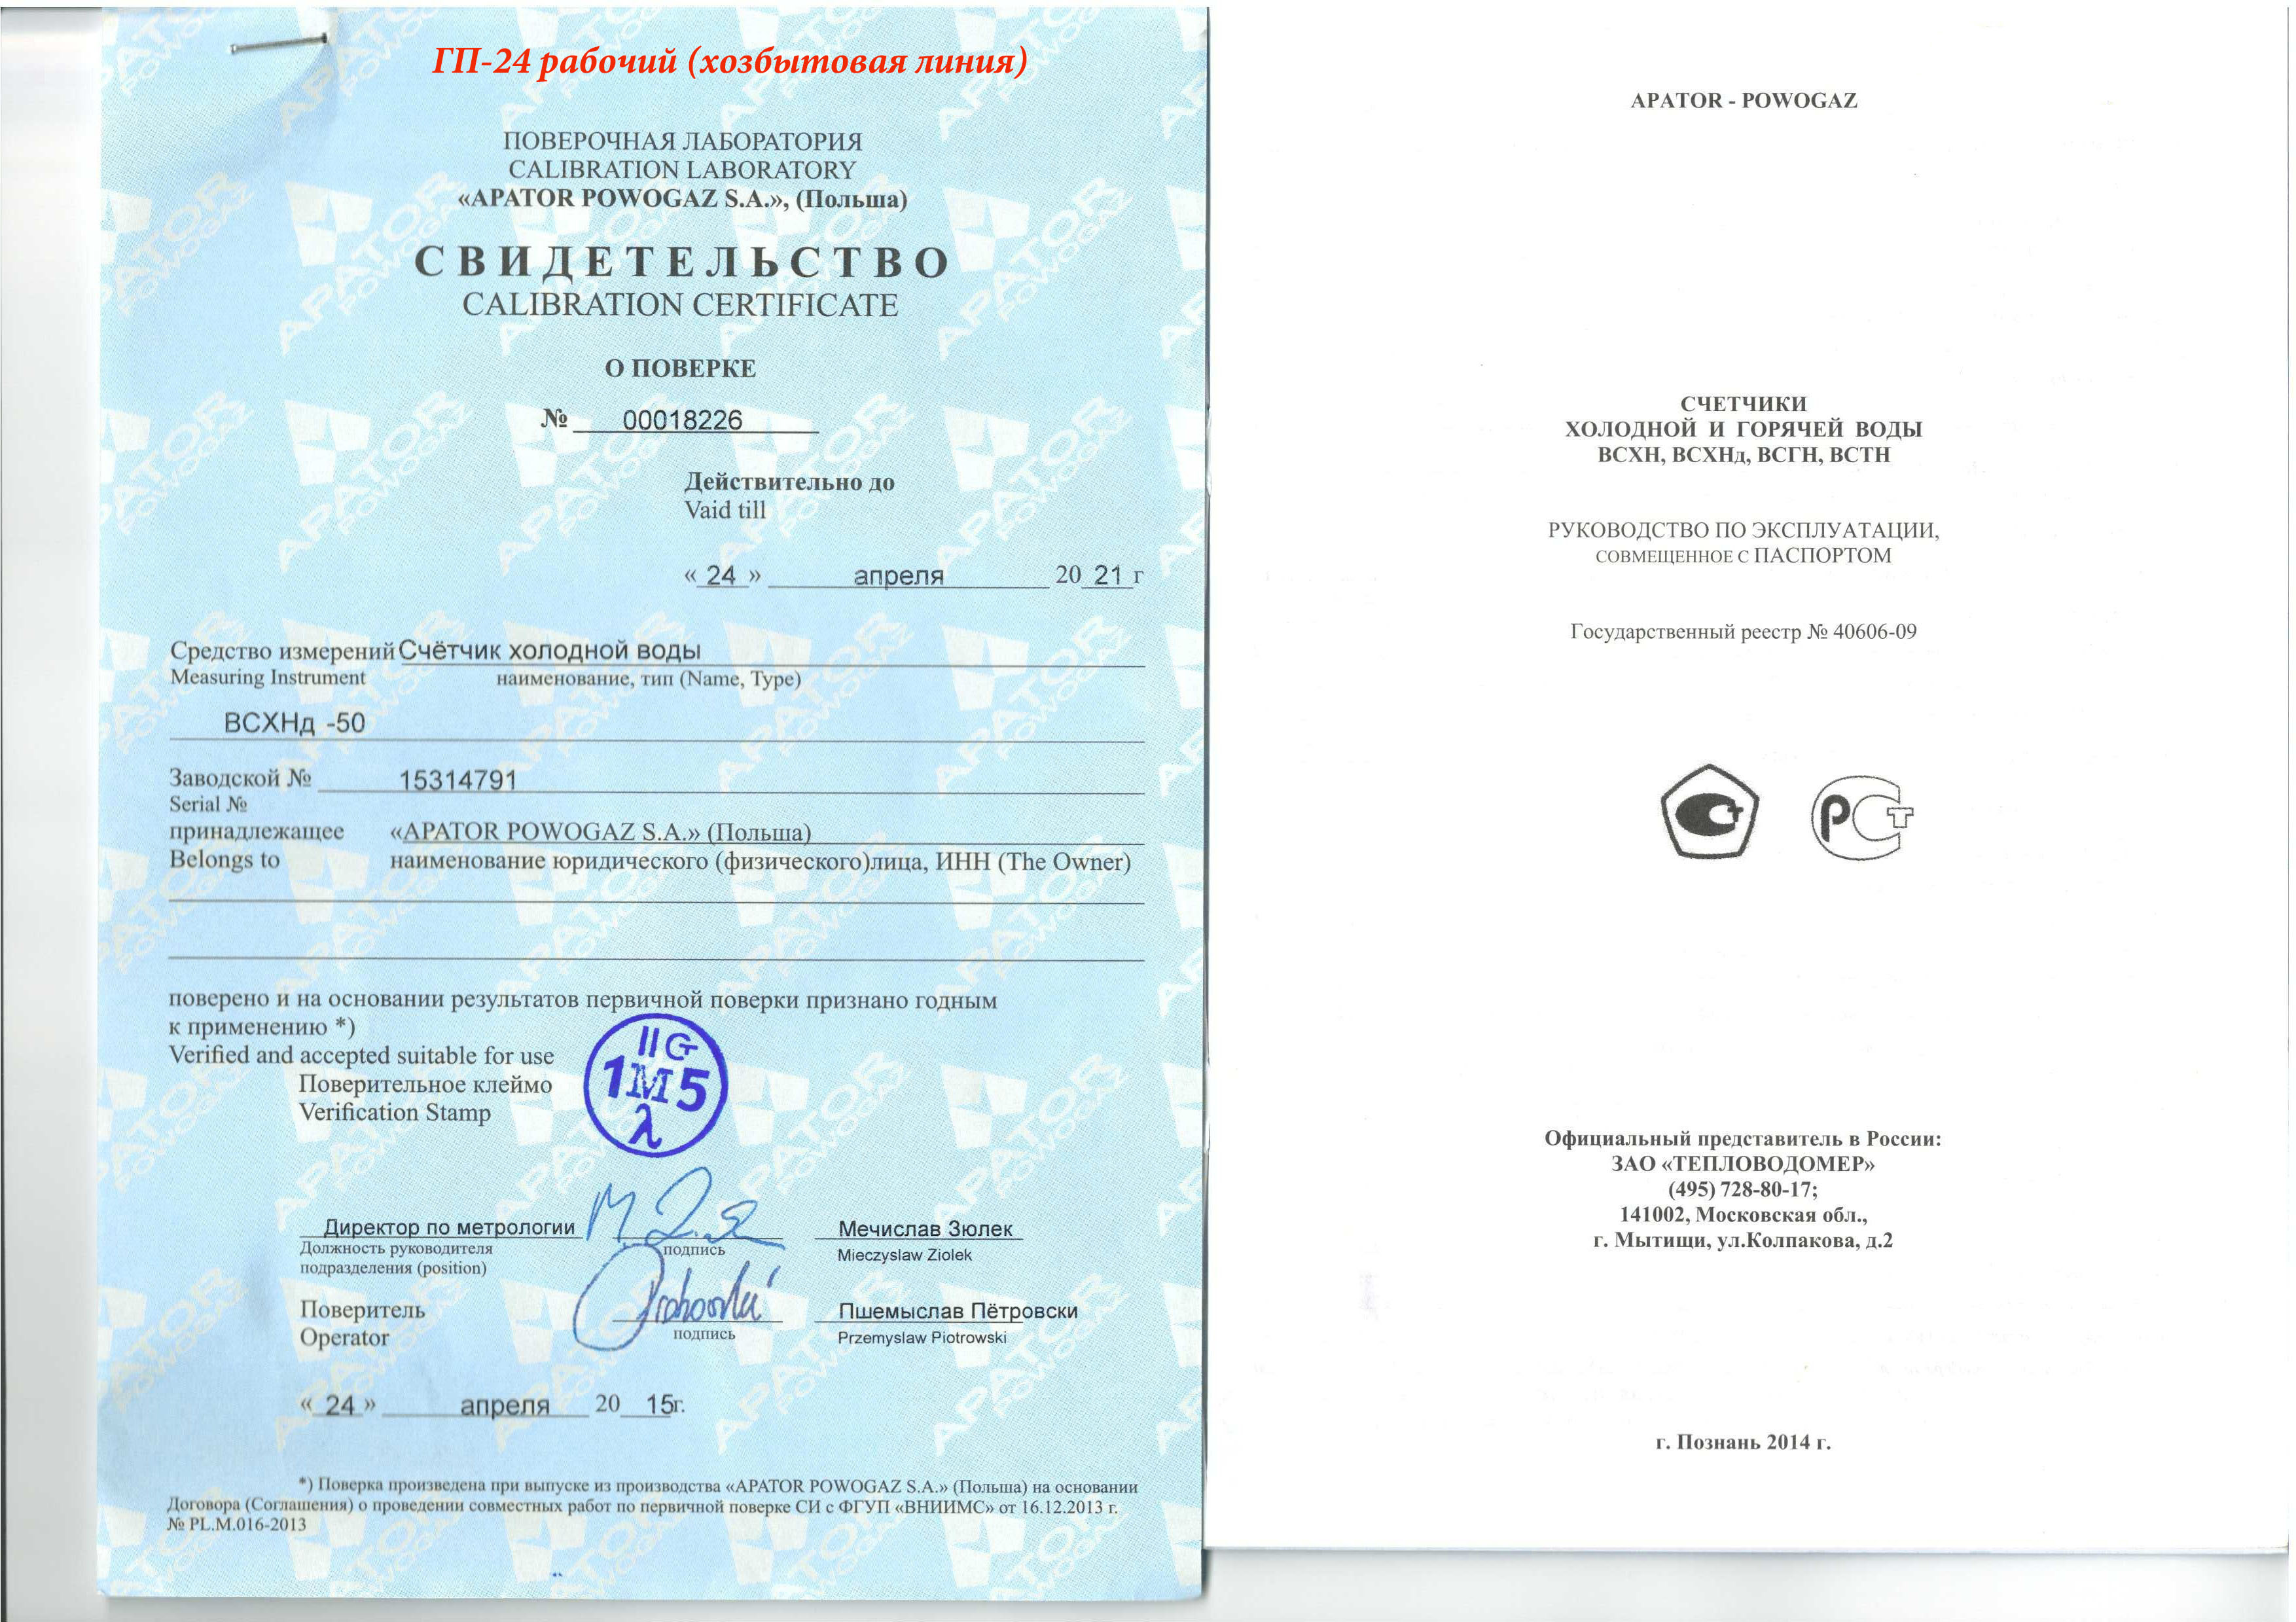 ГП-24 рабочий (хозбытовая линия)
ПОВЕРОЧНАЯ ЛАБОРАТОРИЯ
CALIBRATION LABORATORY
«APATOR POWOGAZ S.A.», (Польша)
СВИДЕТЕЛЬСТВО
CALIBRATION CERTIFICATE
О ПОВЕРКЕ
№ 00018226
Действительно до
Vaid till
« 24 » апреля 20 21 г
Средство измерений Счётчик холодной воды
Measuring Instrument наименование, тип (Name, Type)
ВСХНд -50
Заводской № 15314791
Serial №
принадлежащее «APATOR POWOGAZ S.A.» (Польша)
Belongs to наименование юридического (физического)лица, ИНН (The Owner)
поверено и на основании результатов первичной поверки признано годным
к применению *)
Verified and accepted suitable for use
Поверительное клеймо
Verification Stamp
1М5
Директор по метрологии подпись Мечислав Зюлек
Должность руководителя Mieczyslaw Ziolek
подразделения (position)
Поверитель Пшемыслав Пётровски
Operator подпись Przemyslaw Piotrowski
« 24 » апреля 20 15г.
*) Поверка произведена при выпуске из производства «APATOR POWOGAZ S.A.» (Польша) на основании
Договора (Соглашения) о проведении совместных работ по первичной поверке СИ с ФГУП «ВНИИМС» от 16.12.2013 г.
№ PL.M.016-2013
APATOR - POWOGAZ
СЧЕТЧИКИ
ХОЛОДНОЙ И ГОРЯЧЕЙ ВОДЫ
ВСХН, ВСХНд, ВСГН, ВСТН
РУКОВОДСТВО ПО ЭКСПЛУАТАЦИИ,
СОВМЕЩЕННОЕ С ПАСПОРТОМ
Государственный реестр № 40606-09
Официальный представитель в России:
ЗАО «ТЕПЛОВОДОМЕР»
(495) 728-80-17;
141002, Московская обл.,
г. Мытищи, ул.Колпакова, д.2
г. Познань 2014 г.